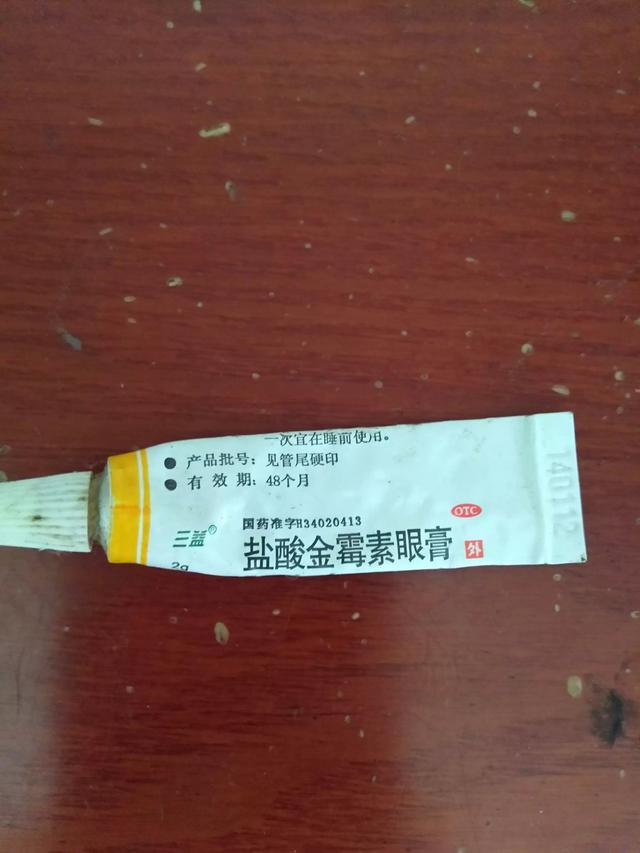 一次宜在睡前使用。
产品批号：见管尾硬印
有效期：48个月
国药准字H34020413
OTC
三益®
盐酸金霉素眼膏
外
2g
140112